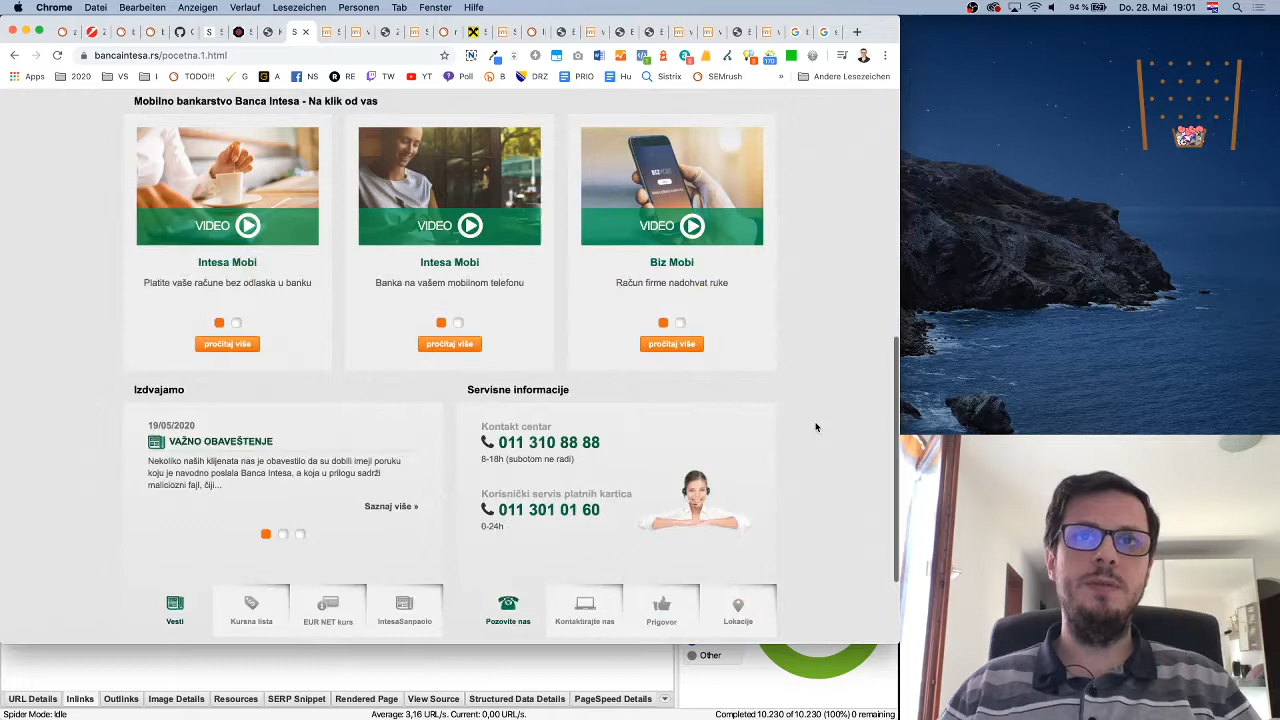 Chrome Datei Bearbeiten Anzeigen Verlauf Lesezeichen Personen Tab Fenster Hilfe
94 % Do. 28. Mai 19:01
bancaintesa.rs/pocetna.1.html
Apps 2020 VS TODO!!! G A NS RE TW YT Poll B DRZ PRIO Hu Sistrix SEMrush » Andere Lesezeichen
Mobilno bankarstvo Banca Intesa - Na klik od vas
VIDEO VIDEO BIZMOBI VIDEO
Intesa Mobi Intesa Mobi Biz Mobi
Platite vaše račune bez odlaska u banku Banka na vašem mobilnom telefonu Račun firme nadohvat ruke
pročitaj više pročitaj više pročitaj više
Izdvajamo
19/05/2020
VAŽNO OBAVEŠTENJE
Nekoliko naših klijenata nas je obavestilo da su dobili imejl poruku
koju je navodno poslala Banca Intesa, a koja u prilogu sadrži
maliciozni fajl, čiji...
Saznaj više »
Servisne informacije
Kontakt centar
011 310 88 88
8-18h (subotom ne radi)
Korisnički servis platnih kartica
011 301 01 60
0-24h
Vesti Kursna lista EUR NET kurs IntesaSanpaolo Pozovite nas Kontaktirajte nas Prigovor Lokacije
Other
URL Details Inlinks Outlinks Image Details Resources SERP Snippet Rendered Page View Source Structured Data Details PageSpeed Details
Spider Mode: Idle Average: 3,16 URL/s. Current: 0,00 URL/s. Completed 10.230 of 10.230 (100%) 0 remaining